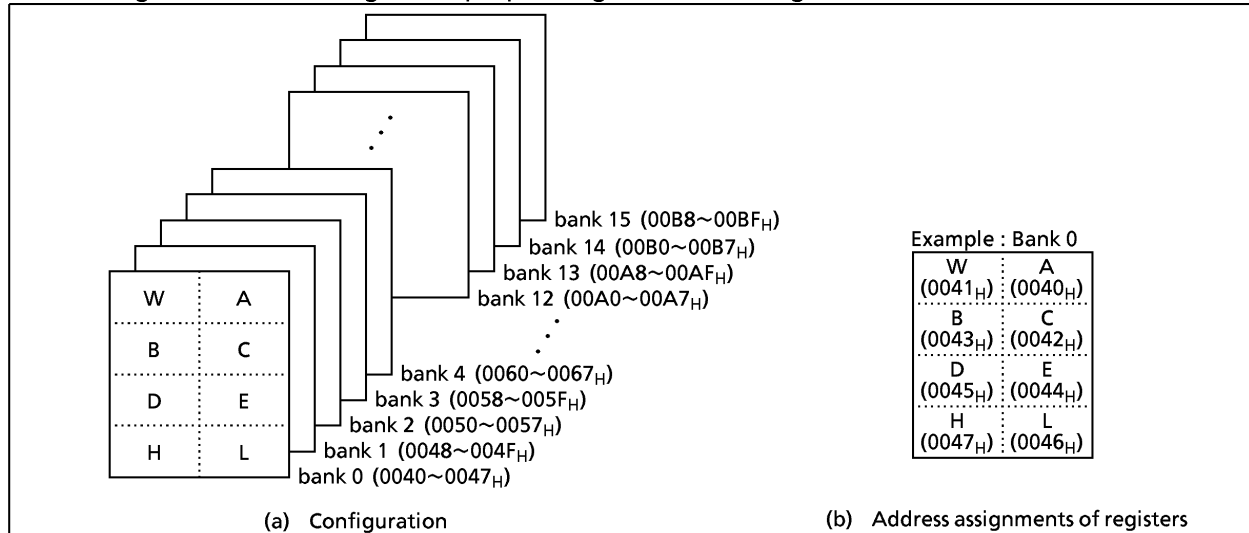 W A
B C
D E
H L
bank 15 (00B8~00BFH)
bank 14 (00B0~00B7H)
bank 13 (00A8~00AFH)
bank 12 (00A0~00A7H)
bank 4 (0060~0067H)
bank 3 (0058~005FH)
bank 2 (0050~0057H)
bank 1 (0048~004FH)
bank 0 (0040~0047H)
(a) Configuration
Example : Bank 0
W A
(0041H) (0040H)
B C
(0043H) (0042H)
D E
(0045H) (0044H)
H L
(0047H) (0046H)
(b) Address assignments of registers